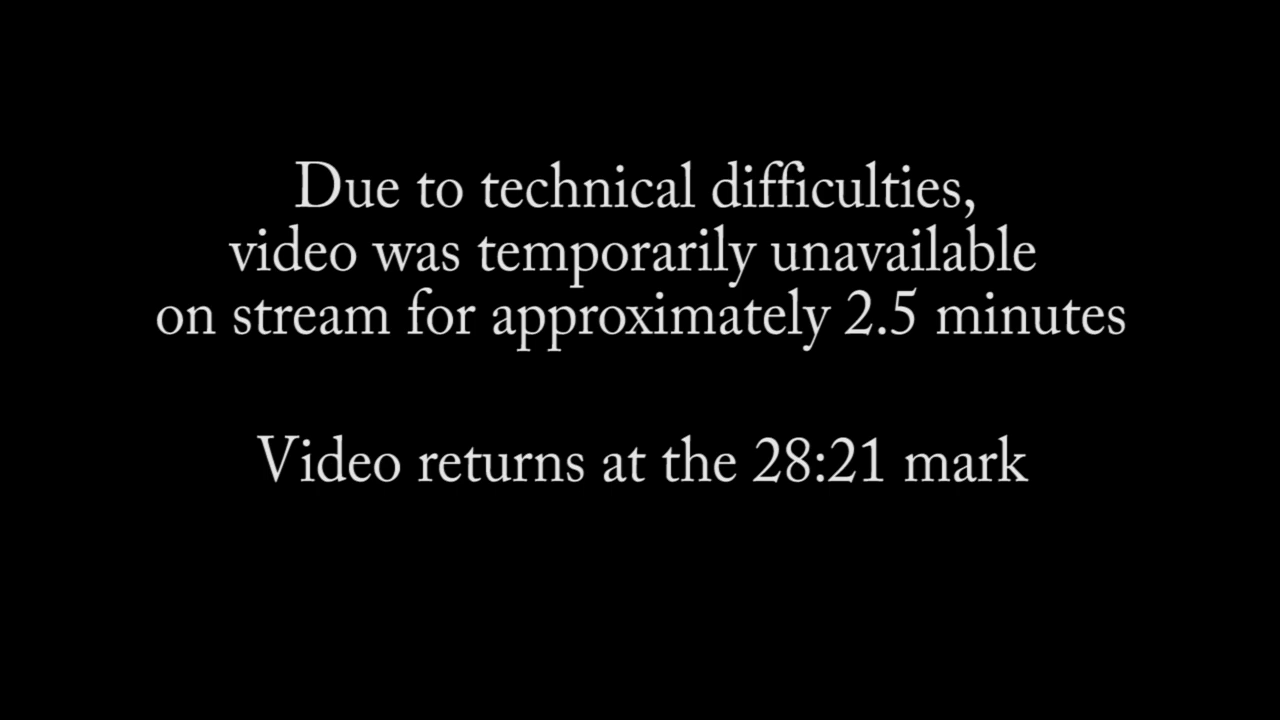 Due to technical difficulties,
video was temporarily unavailable
on stream for approximately 2.5 minutes
Video returns at the 28:21 mark